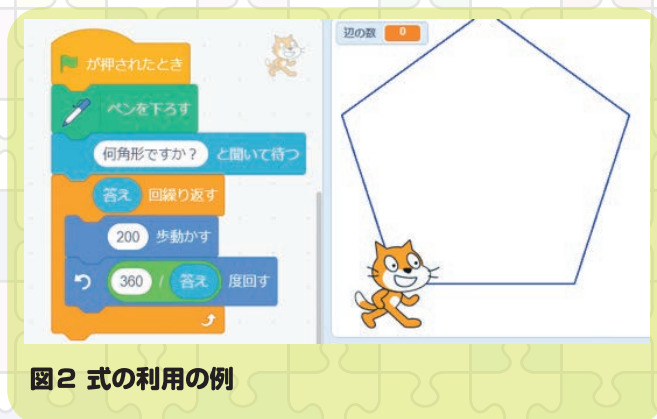 が押されたとき
ペンを下ろす
何角形ですか? と聞いて待つ
答え 回繰り返す
200 歩動かす
360 / 答え 度回す
辺の数 0
図2 式の利用の例